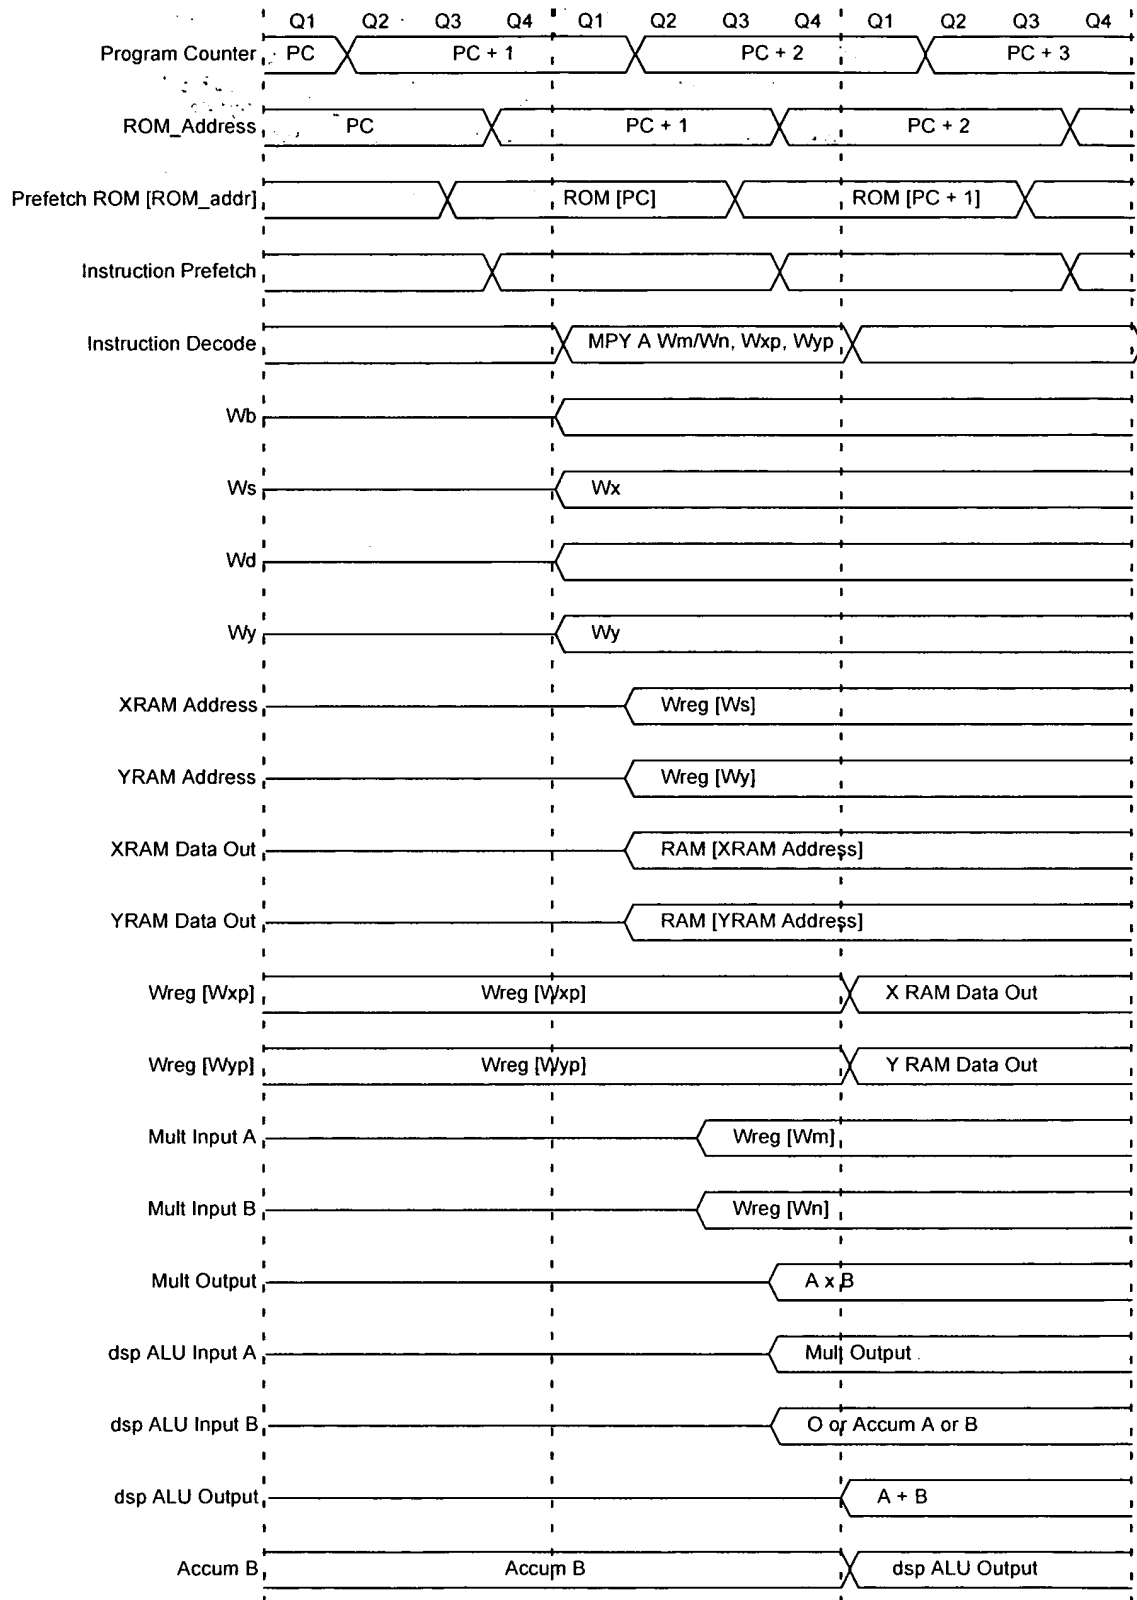 Q1 Q2 Q3 Q4 Q1 Q2 Q3 Q4 Q1 Q2 Q3 Q4
Program Counter PC PC + 1 PC + 2 PC + 3
ROM_Address PC PC + 1 PC + 2
Prefetch ROM [ROM_addr] ROM [PC] ROM [PC + 1]
Instruction Prefetch
Instruction Decode MPY A Wm/Wn, Wxp, Wyp
Wb
Ws Wx
Wd
Wy Wy
XRAM Address Wreg [Ws]
YRAM Address Wreg [Wy]
XRAM Data Out RAM [XRAM Address]
YRAM Data Out RAM [YRAM Address]
Wreg [Wxp] Wreg [Wxp] X RAM Data Out
Wreg [Wyp] Wreg [Wyp] Y RAM Data Out
Mult Input A Wreg [Wm]
Mult Input B Wreg [Wn]
Mult Output A x B
dsp ALU Input A Mult Output
dsp ALU Input B O or Accum A or B
dsp ALU Output A + B
Accum B Accum B dsp ALU Output